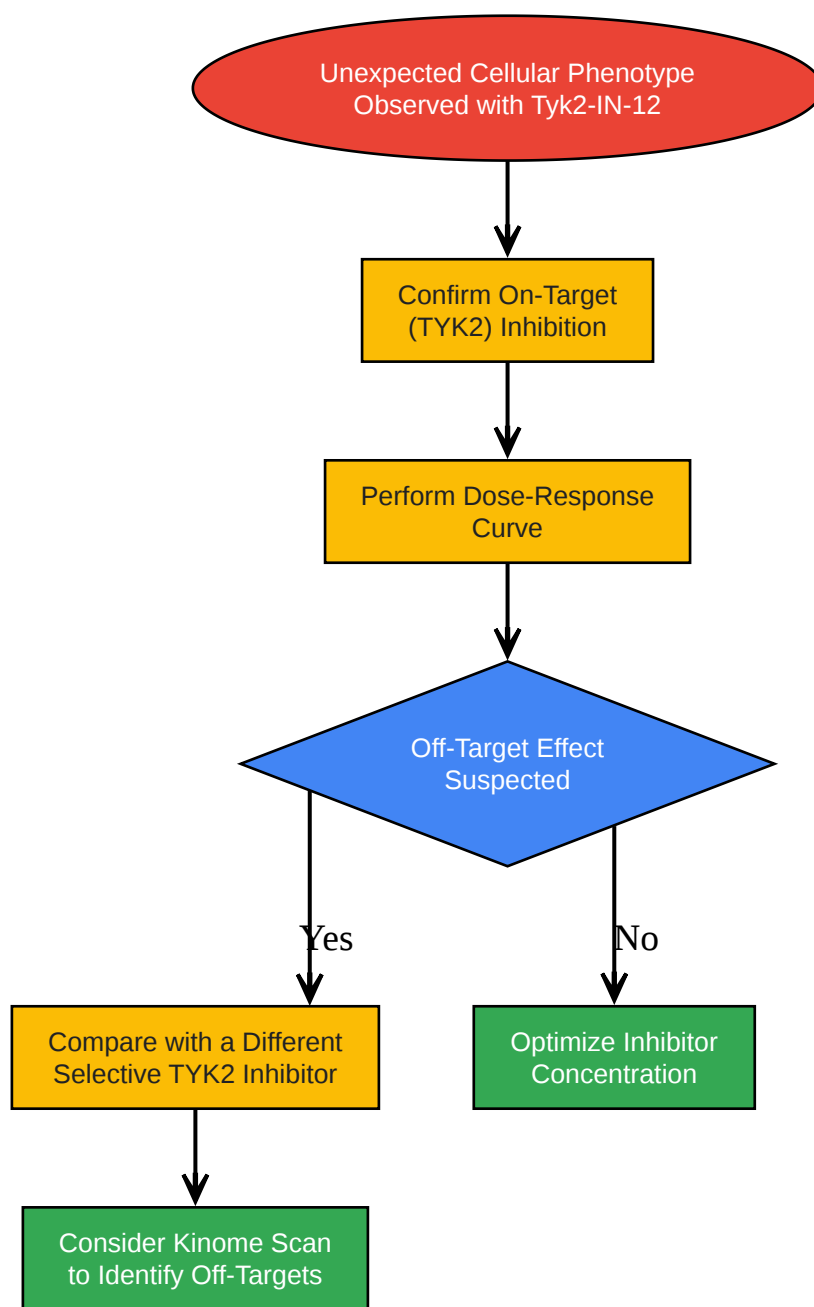 Unexpected Cellular Phenotype
Observed with Tyk2-IN-12
Confirm On-Target
(TYK2) Inhibition
Perform Dose-Response
Curve
Off-Target Effect
Suspected
Yes
No
Compare with a Different
Selective TYK2 Inhibitor
Optimize Inhibitor
Concentration
Consider Kinome Scan
to Identify Off-Targets